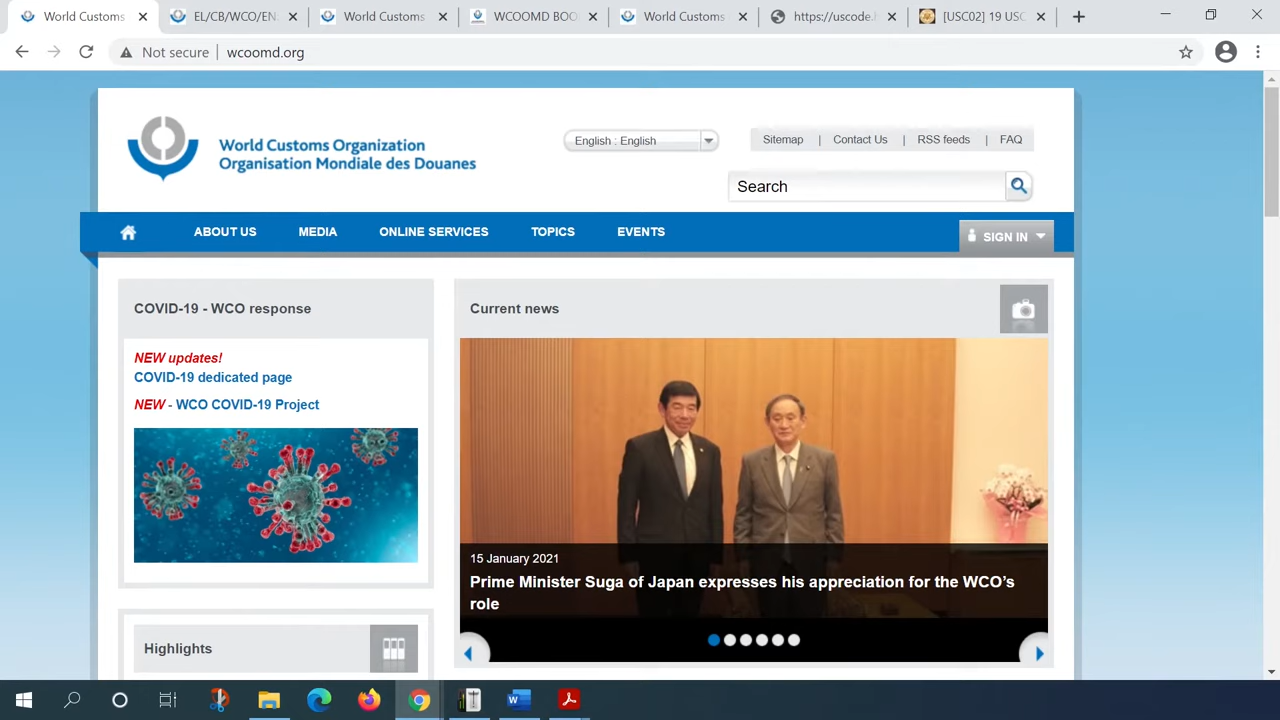 World Customs
EL/CB/WCO/EN
World Customs
WCOOMD BOO
World Customs
https://uscode.
[USC02] 19 USC
Not secure
wcoomd.org
World Customs Organization
Organisation Mondiale des Douanes
English : English
Sitemap | Contact Us | RSS feeds | FAQ
Search
ABOUT US MEDIA ONLINE SERVICES TOPICS EVENTS
SIGN IN
COVID-19 - WCO response
NEW updates!
COVID-19 dedicated page
NEW - WCO COVID-19 Project
Highlights
Current news
15 January 2021
Prime Minister Suga of Japan expresses his appreciation for the WCO’s
role